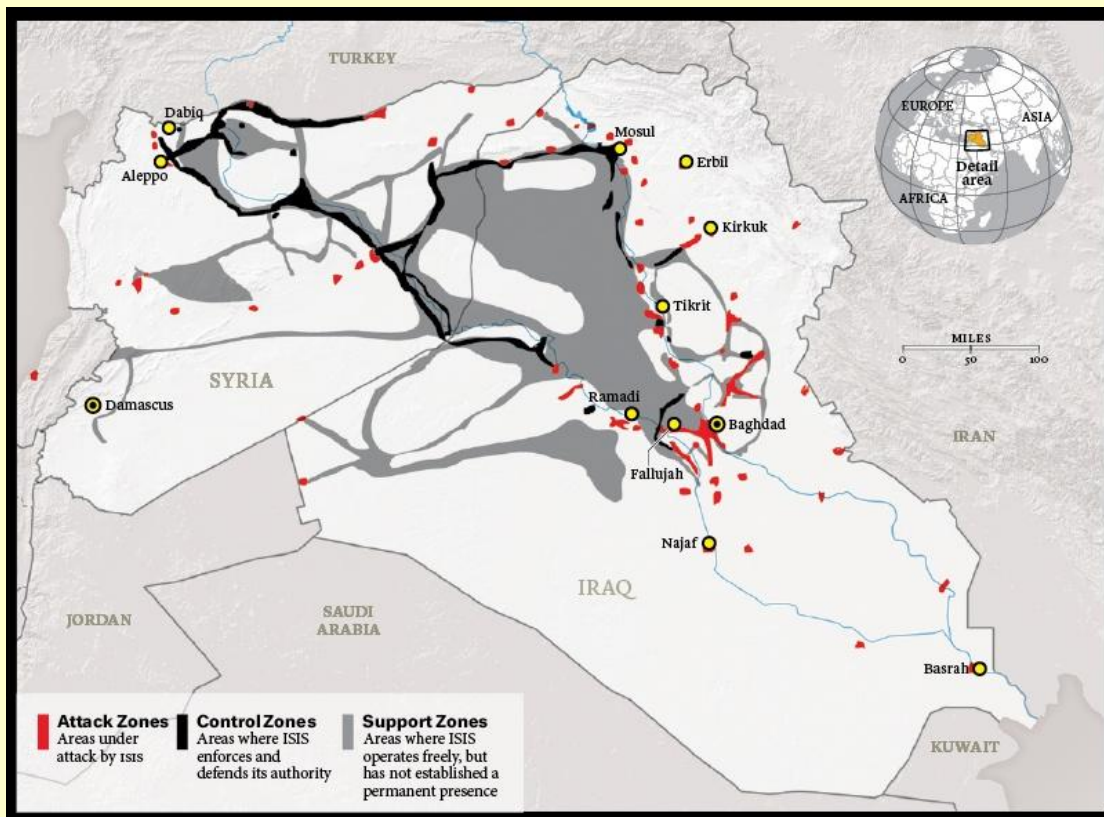 TURKEY
EUROPE
ASIA
Detail
area
AFRICA
Dabiq
Aleppo
Mosul
Erbil
Kirkuk
Tikrit
MILES
0 50 100
SYRIA
Damascus
Ramadi
Baghdad
Fallujah
IRAN
Najaf
IRAQ
JORDAN
SAUDI
ARABIA
Basrah
KUWAIT
Attack Zones
Areas under
attack by ISIS
Control Zones
Areas where ISIS
enforces and
defends its authority
Support Zones
Areas where ISIS
operates freely, but
has not established a
permanent presence